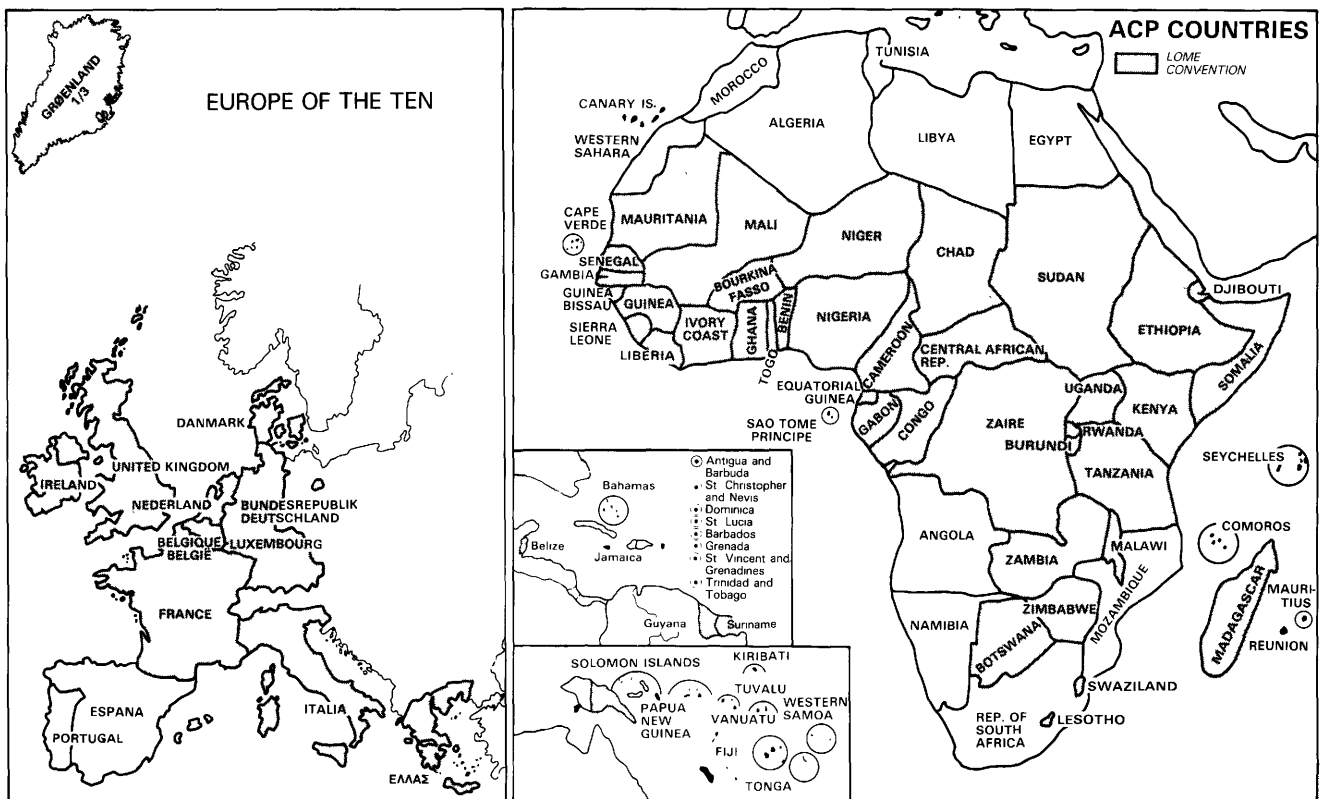 GRØENLAND
1/3
EUROPE OF THE TEN
DANMARK
UNITED KINGDOM
IRELAND
NEDERLAND
BUNDESREPUBLIK
DEUTSCHLAND
BELGIQUE
BELGIË
LUXEMBOURG
FRANCE
ESPANA
PORTUGAL
ITALIA
ΕΛΛΑΣ
ACP COUNTRIES
LOME
CONVENTION
TUNISIA
MOROCCO
CANARY IS.
ALGERIA
LIBYA
EGYPT
WESTERN
SAHARA
CAPE
VERDE
MAURITANIA
MALI
NIGER
CHAD
SUDAN
SENEGAL
GAMBIA
GUINEA
BISSAU
GUINEA
BOURKINA
FASSO
SIERRA
LEONE
LIBERIA
IVORY
COAST
GHANA
TOGO
BENIN
NIGERIA
CAMEROON
CENTRAL AFRICAN
REP.
DJIBOUTI
ETHIOPIA
SOMALIA
EQUATORIAL
GUINEA
SAO TOME
PRINCIPE
GABON
CONGO
ZAIRE
UGANDA
KENYA
RWANDA
BURUNDI
TANZANIA
SEYCHELLES
COMOROS
ANGOLA
ZAMBIA
MALAWI
MOZAMBIQUE
MADAGASCAR
MAURI-
TIUS
REUNION
NAMIBIA
ZIMBABWE
BOTSWANA
SWAZILAND
LESOTHO
REP. OF
SOUTH
AFRICA
Bahamas
Belize
Jamaica
Guyana
Suriname
Antigua and
Barbuda
St Christopher
and Nevis
Dominica
St Lucia
Barbados
Grenada
St Vincent and
Grenadines
Trinidad and
Tobago
SOLOMON ISLANDS
KIRIBATI
TUVALU
PAPUA
NEW
GUINEA
VANUATU
WESTERN
SAMOA
FIJI
TONGA